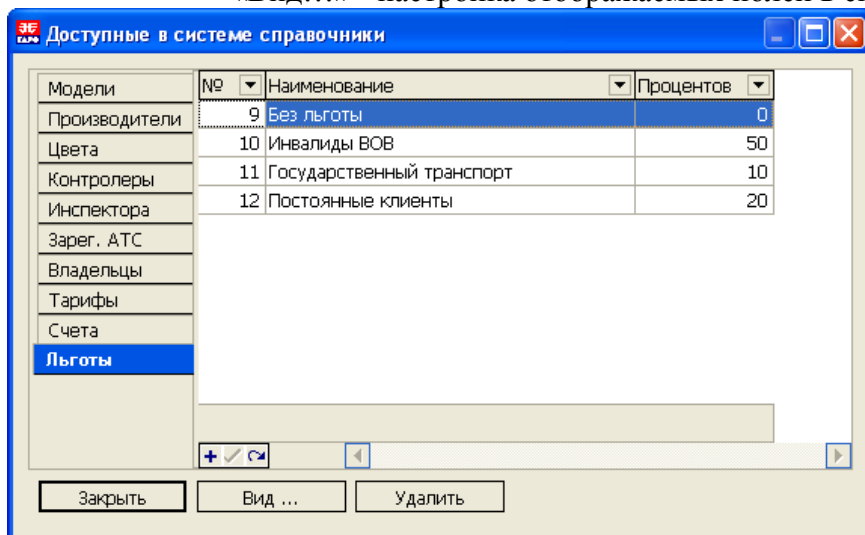 Доступные в системе справочники
Модели
Производители
Цвета
Контролеры
Инспектора
Зарег. АТС
Владельцы
Тарифы
Счета
Льготы
№ Наименование Процентов
9 Без льготы 0
10 Инвалиды ВОВ 50
11 Государственный транспорт 10
12 Постоянные клиенты 20
Закрыть Вид ... Удалить